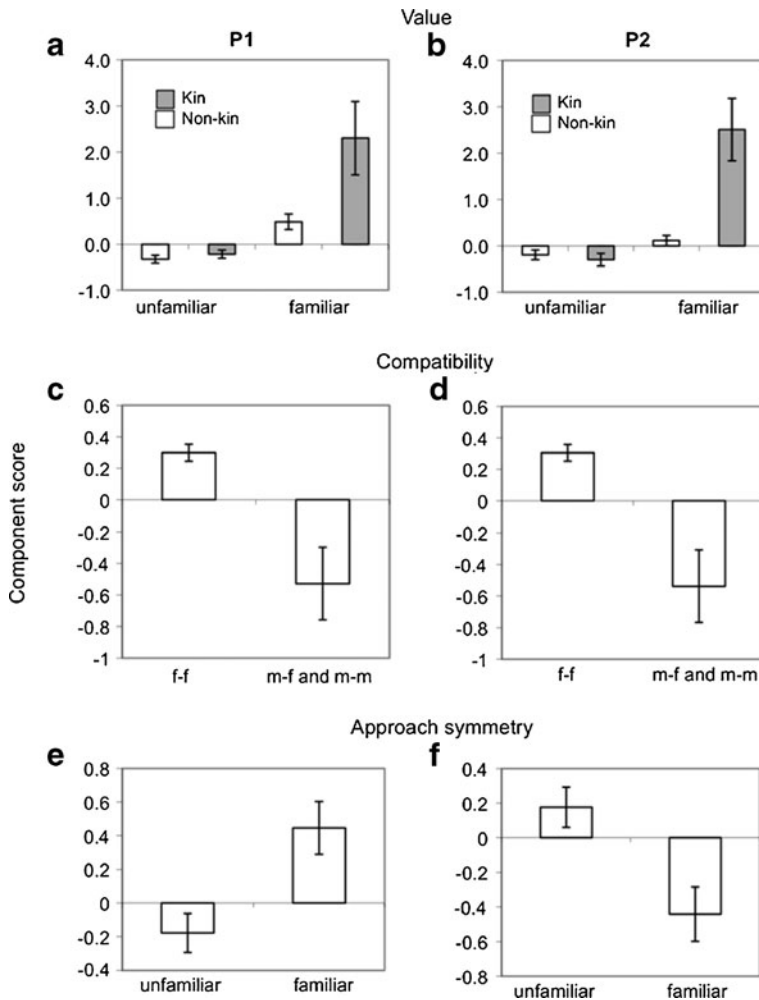 Value
a P1 b P2
4.0 4.0
Kin Kin
Non-kin Non-kin
3.0 3.0
2.0 2.0
1.0 1.0
0.0 0.0
-1.0 -1.0
unfamiliar familiar unfamiliar familiar
Compatibility
c d
0.6 0.6
0.4 0.4
0.2 0.2
0 0
-0.2 -0.2
-0.4 -0.4
-0.6 -0.6
-0.8 -0.8
-1 -1
f-f m-f and m-m f-f m-f and m-m
Component score
Approach symmetry
e f
0.8 0.4
0.6 0.2
0.4 0
0.2 -0.2
0 -0.4
-0.2 -0.6
-0.4 -0.8
unfamiliar familiar unfamiliar familiar